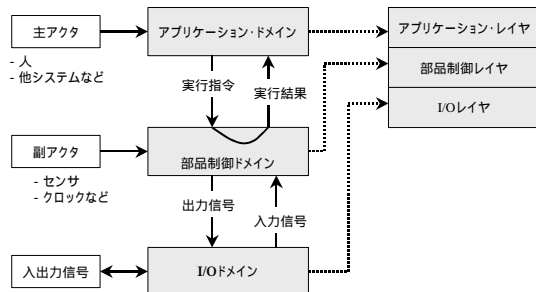 主アクタ
- 人
- 他システムなど
アプリケーション・ドメイン
アプリケーション・レイヤ
部品制御レイヤ
I/Oレイヤ
実行指令
実行結果
副アクタ
- センサ
- クロックなど
部品制御ドメイン
出力信号
入力信号
入出力信号
I/Oドメイン